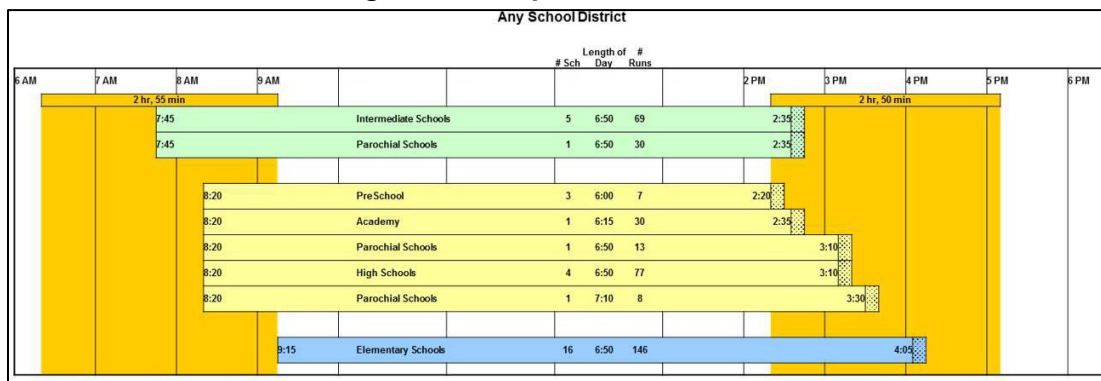 Any School District
Length of #
# Sch Day Runs
6 AM 7 AM 8 AM 9 AM 2 PM 3 PM 4 PM 5 PM 6 PM
2 hr, 55 min 2 hr, 50 min
7:45 Intermediate Schools 5 6:50 69 2:35
7:45 Parochial Schools 1 6:50 30 2:35
8:20 PreSchool 3 6:00 7 2:20
8:20 Academy 1 6:15 30 2:35
8:20 Parochial Schools 1 6:50 13 3:10
8:20 High Schools 4 6:50 77 3:10
8:20 Parochial Schools 1 7:10 8 3:30
9:15 Elementary Schools 16 6:50 146 4:05